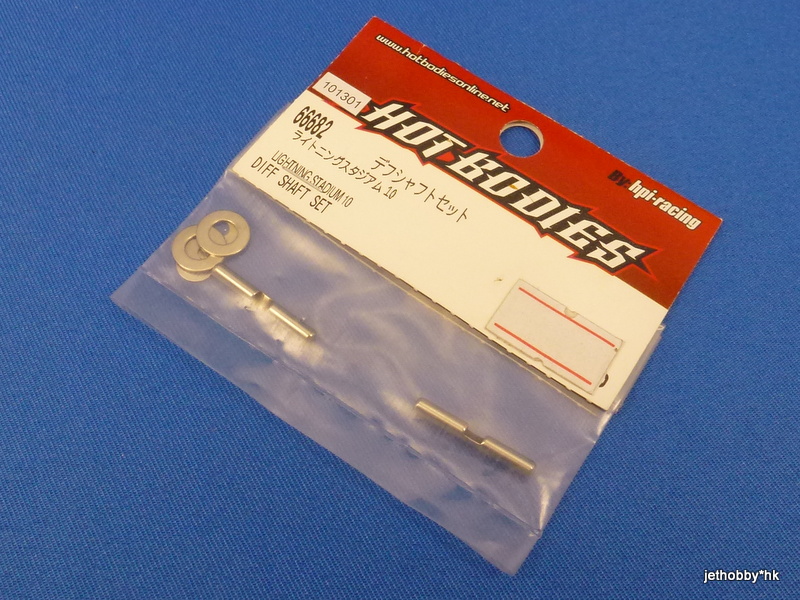 www.hotbodiesonline.net
101301
HOT BODIES
By: hpi-racing
66682
デフシャフトセット
ライトニングスタジアム 10
LIGHTNING STADIUM 10
DIFF SHAFT SET
jethobby*hk